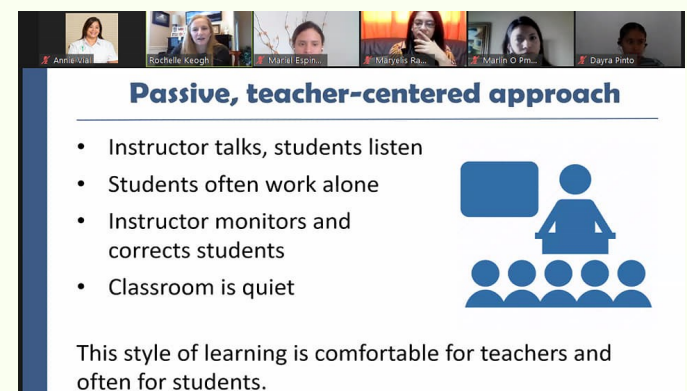 Annie Vial
Rochelle Keogh
Mariel Espin...
Maryelis Ra...
Marlin O Pm...
Dayra Pinto
Passive, teacher-centered approach
• Instructor talks, students listen
• Students often work alone
• Instructor monitors and
corrects students
• Classroom is quiet
This style of learning is comfortable for teachers and
often for students.